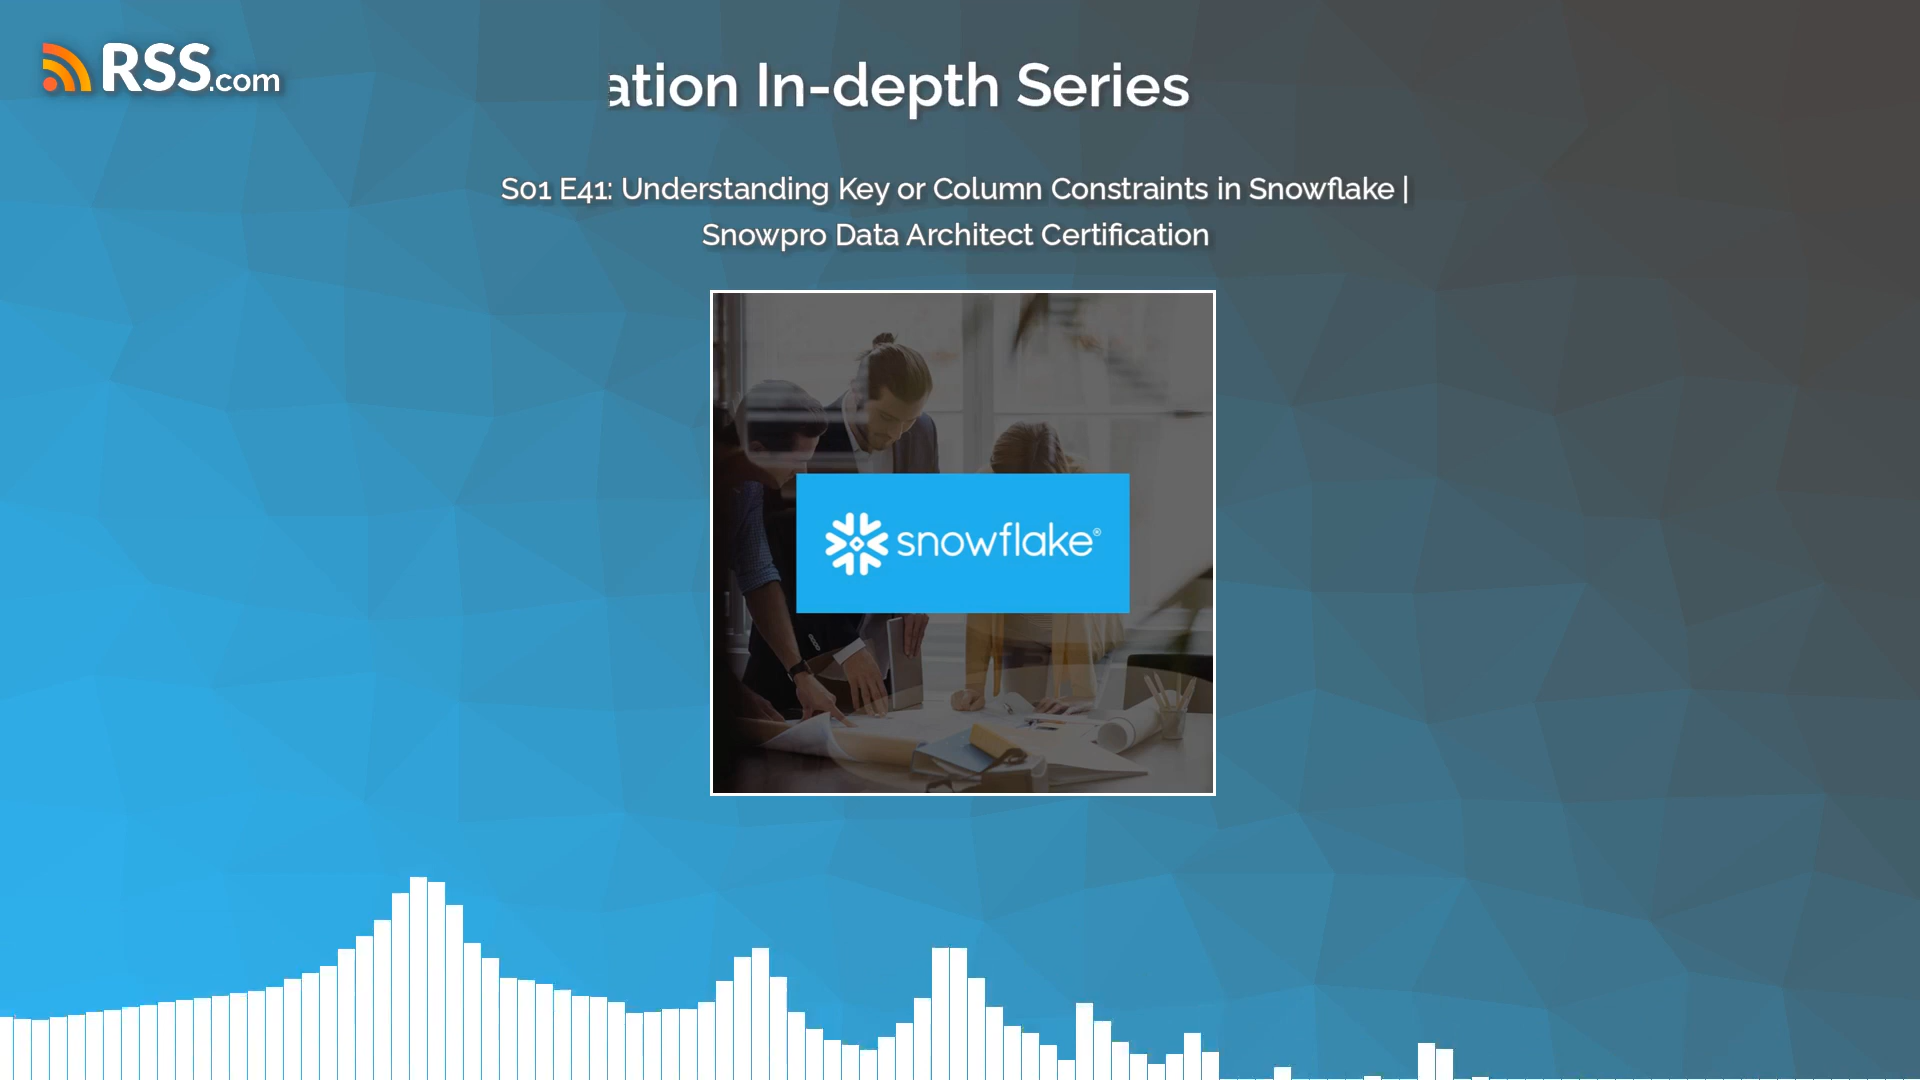 RSS.com
ation In-depth Series
S01 E41: Understanding Key or Column Constraints in Snowflake |
Snowpro Data Architect Certification
snowflake®